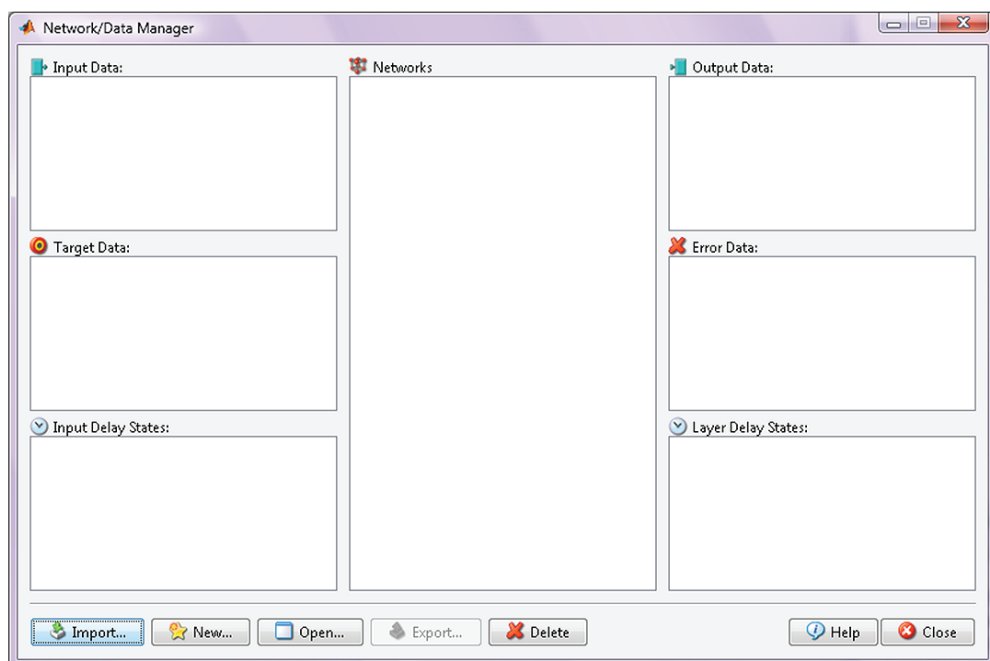 Network/Data Manager
Input Data:
Networks
Output Data:
Target Data:
Error Data:
Input Delay States:
Layer Delay States:
Import...
New...
Open...
Export...
Delete
Help
Close